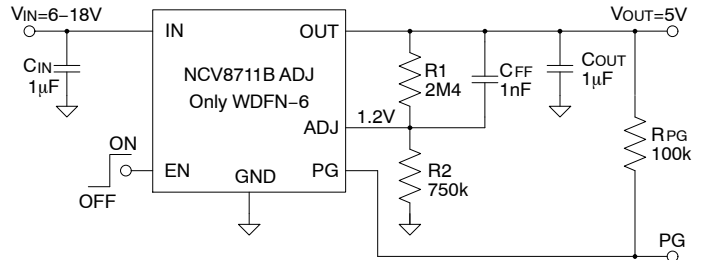 VIN=6–18V
VOUT=5V
IN
OUT
CIN
1µF
NCV8711B ADJ
Only WDFN–6
R1
2M4
CFF
1nF
COUT
1µF
1.2V
ADJ
RPG
100k
ON
OFF
EN
GND
PG
R2
750k
PG